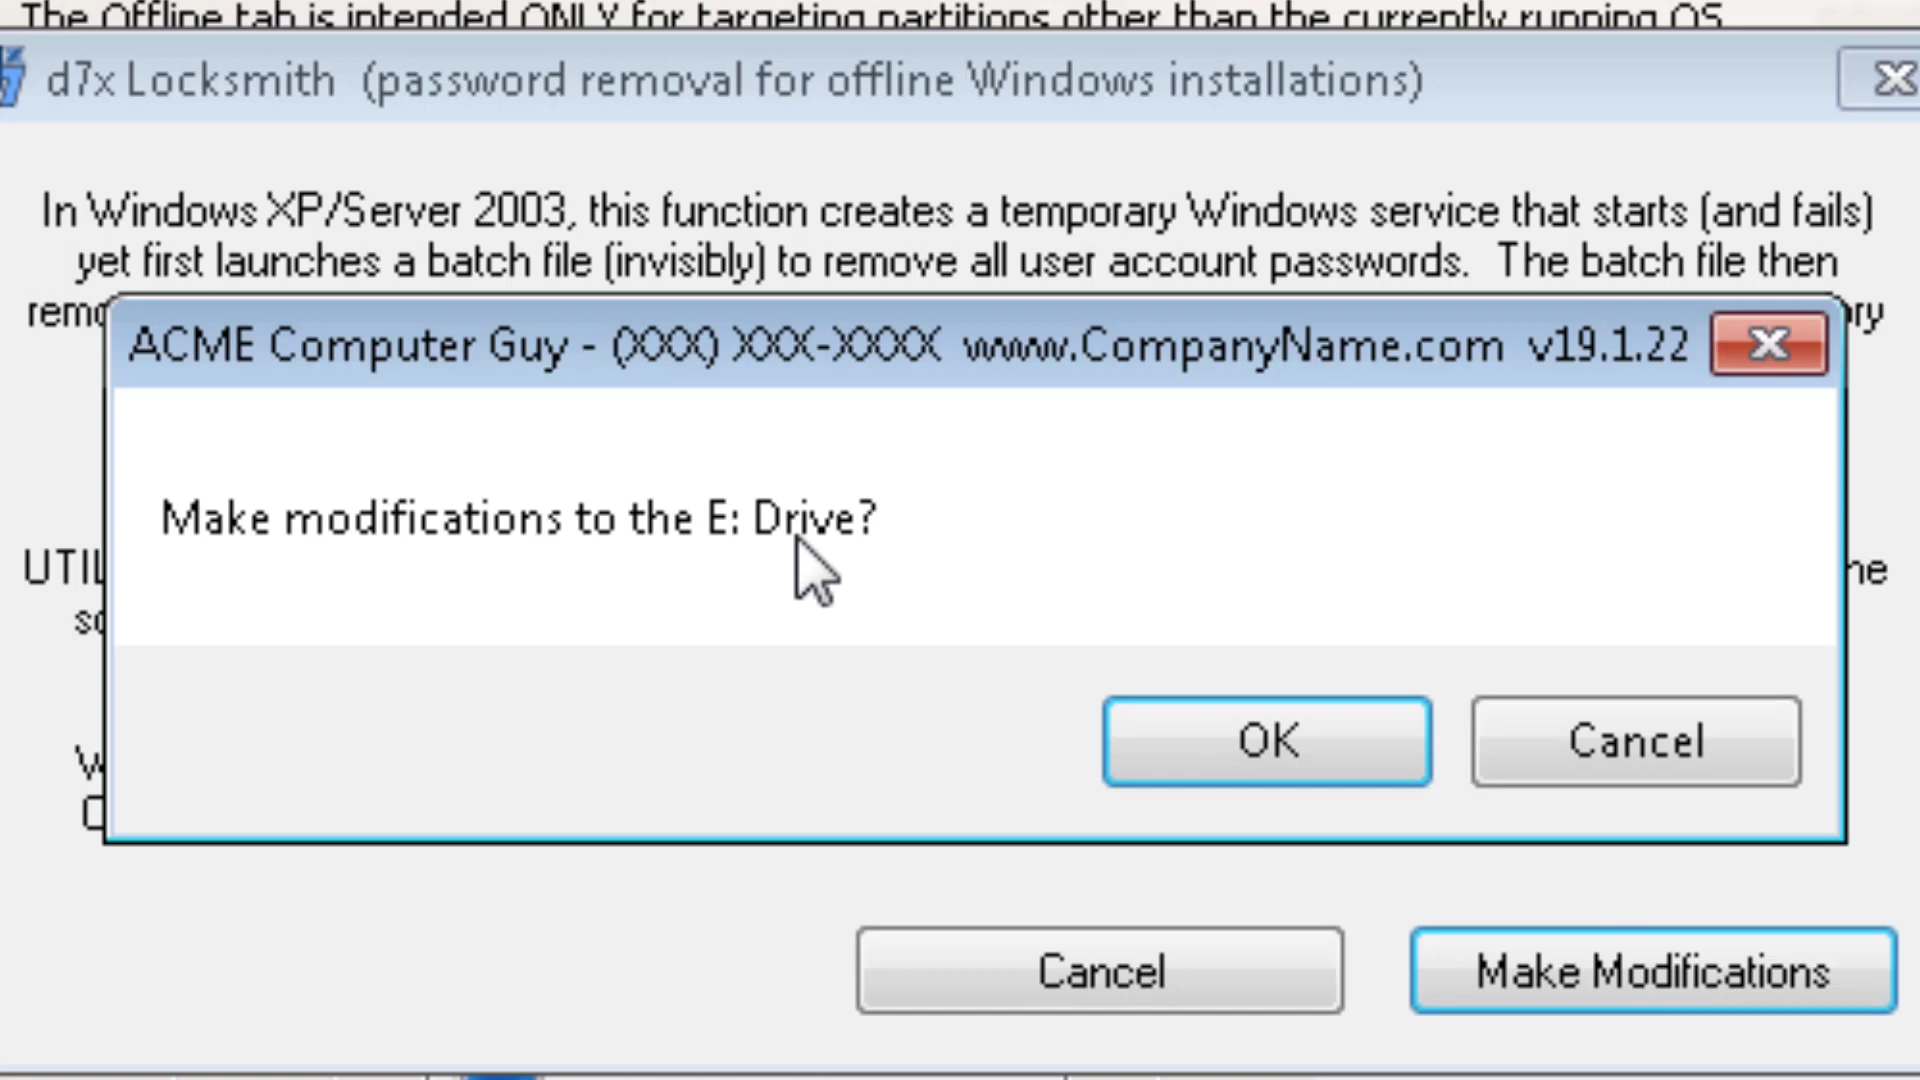 The Offline tab is intended ONLY for targeting partitions other than the currently running OS
d7x Locksmith (password removal for offline Windows installations)
In Windows XP/Server 2003, this function creates a temporary Windows service that starts (and fails)
yet first launches a batch file (invisibly) to remove all user account passwords. The batch file then
ACME Computer Guy - (XXX) XXX-XXXX www.CompanyName.com v19.1.22
Make modifications to the E: Drive?
OK Cancel
Cancel Make Modifications